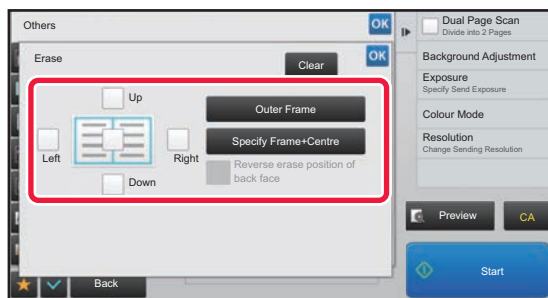 Others
OK
Erase
Clear
OK
Up
Left
Right
Down
Outer Frame
Specify Frame+Centre
Reverse erase position of
back face
Back
Dual Page Scan
Divide into 2 Pages
Background Adjustment
Exposure
Specify Send Exposure
Colour Mode
Resolution
Change Sending Resolution
Preview
CA
Start